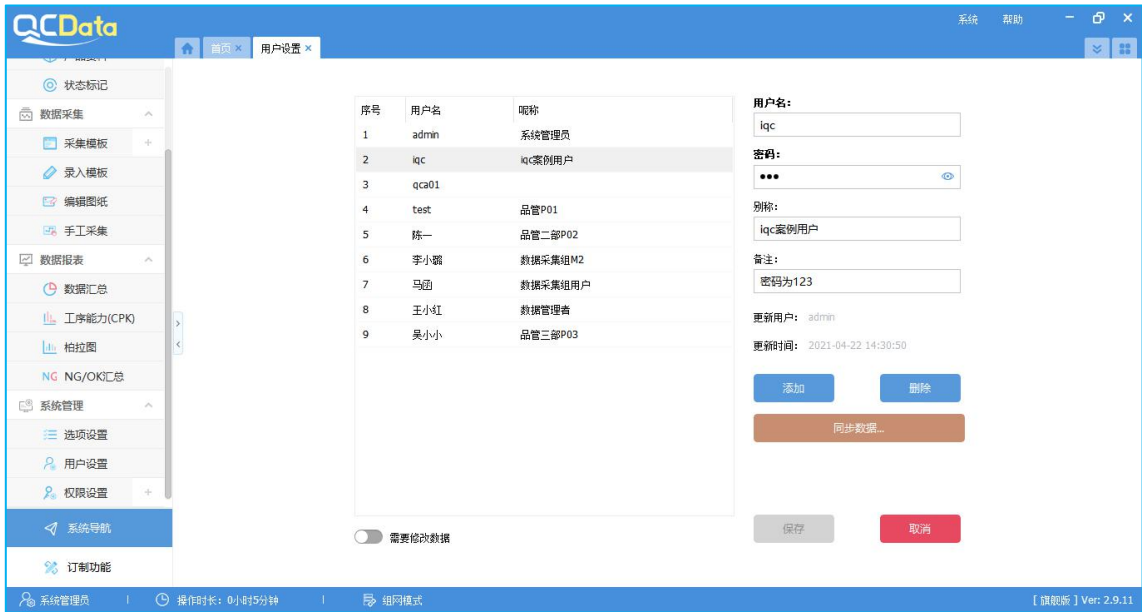 QCData
系统 帮助
首页 × 用户设置 ×
状态标记
数据采集
采集模板
录入模板
编辑图纸
手工采集
数据报表
数据汇总
工序能力(CPK)
柏拉图
NG NG/OK汇总
系统管理
选项设置
用户设置
权限设置
系统导航
订制功能
序号 用户名 昵称
1 admin 系统管理员
2 iqc iqc案例用户
3 qca01
4 test 品管P01
5 陈一 品管二部P02
6 李小鹏 数据采集组M2
7 马函 数据采集组用户
8 王小红 数据管理者
9 吴小小 品管三部P03
需要修改数据
用户名：
iqc
密码：
●●●
别称：
iqc案例用户
备注：
密码为123
更新用户： admin
更新时间： 2021-04-22 14:30:50
添加 删除
同步数据...
保存 取消
系统管理员 | 操作时长：0小时5分钟 | 组网模式 [ 旗舰版 ] Ver: 2.9.11